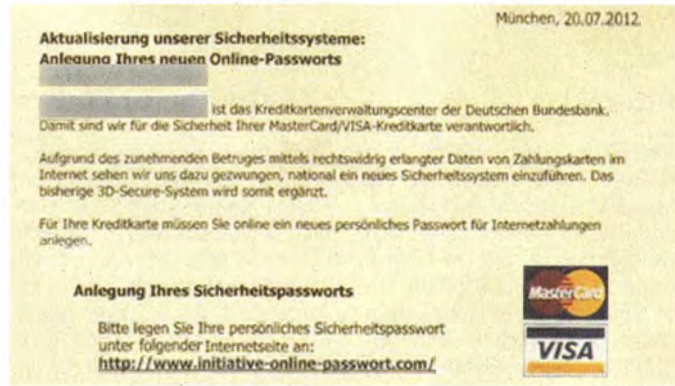 München, 20.07.2012
Aktualisierung unserer Sicherheitssysteme:
Anlegung Ihres neuen Online-Passworts
ist das Kreditkartenverwaltungscenter der Deutschen Bundesbank.
Damit sind wir für die Sicherheit Ihrer MasterCard/VISA-Kreditkarte verantwortlich.
Aufgrund des zunehmenden Betruges mittels rechtswidrig erlangter Daten von Zahlungskarten im
Internet sehen wir uns dazu gezwungen, national ein neues Sicherheitssystem einzuführen. Das
bisherige 3D-Secure-System wird somit ergänzt.
Für Ihre Kreditkarte müssen Sie online ein neues persönliches Passwort für Internetzahlungen
anlegen.
Anlegung Ihres Sicherheitspassworts
MasterCard
Bitte legen Sie Ihre persönliches Sicherheitspasswort
unter folgender Internetseite an:
http://www.initiative-online-passwort.com/
VISA